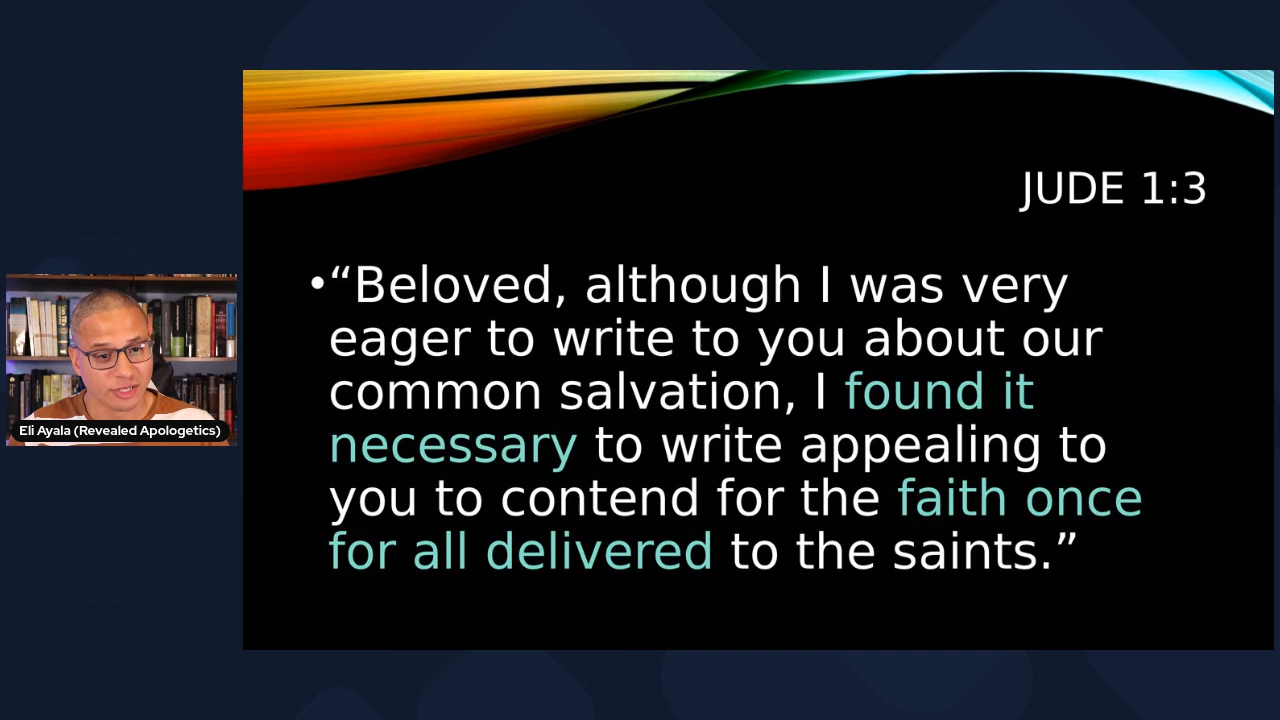 JUDE 1:3
•“Beloved, although I was very
eager to write to you about our
common salvation, I found it
necessary to write appealing to
you to contend for the faith once
for all delivered to the saints.”
Eli Ayala (Revealed Apologetics)